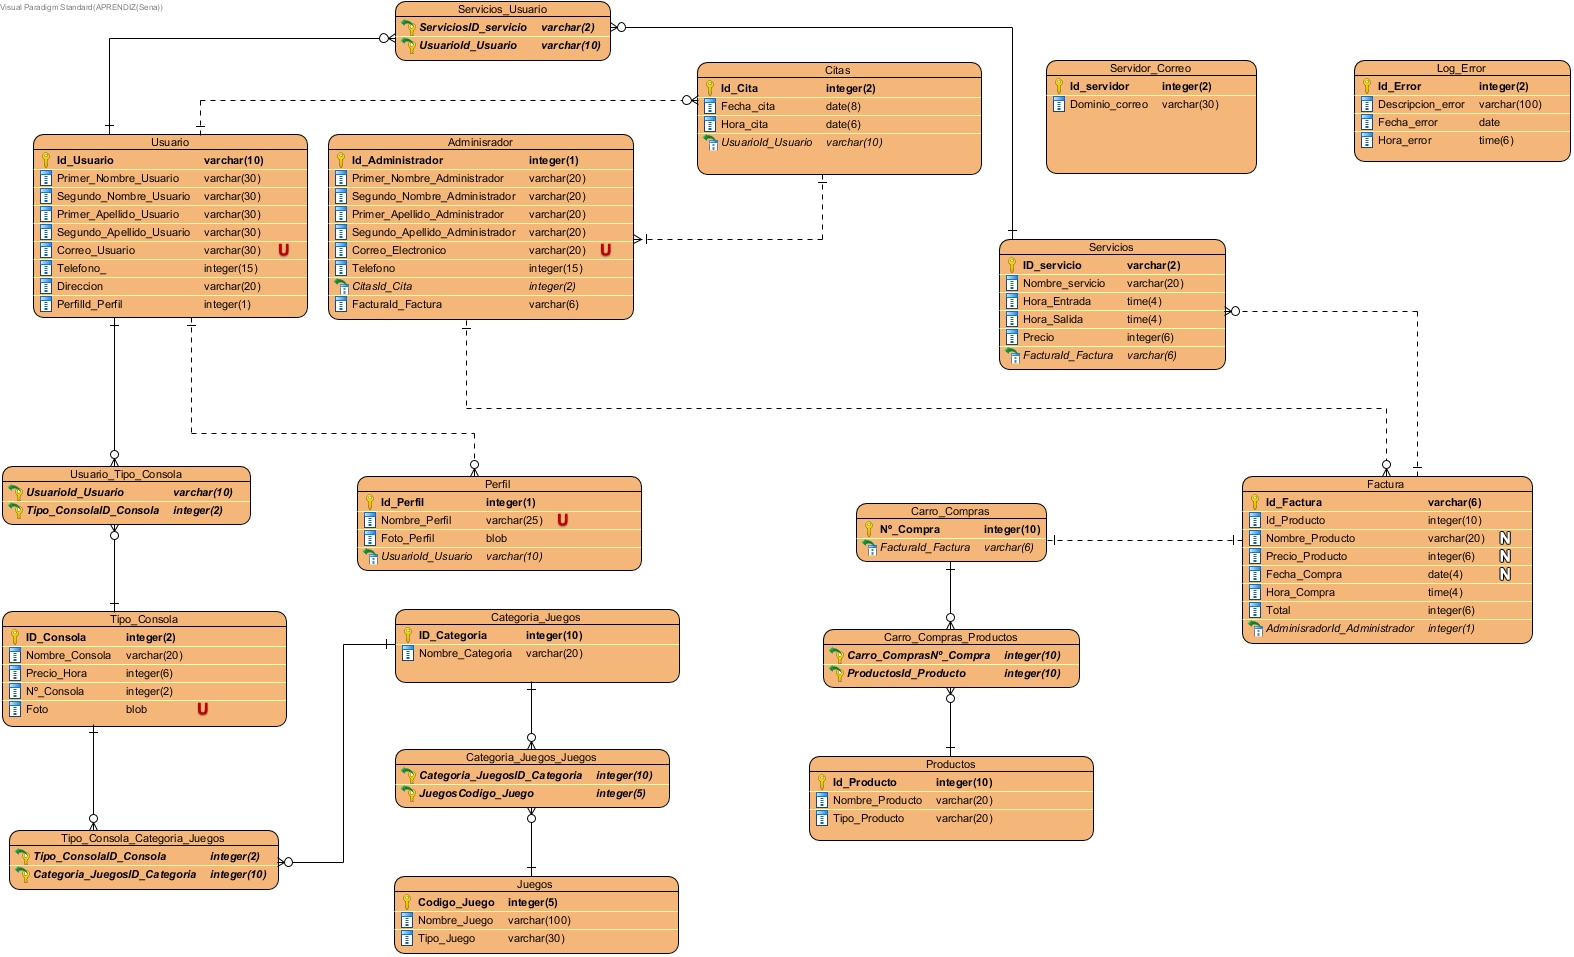 Visual Paradigm Standard(APRENDIZ(Sena))
Servicios_Usuario
ServiciosID_servicio varchar(2)
UsuarioId_Usuario varchar(10)
Citas
Id_Cita integer(2)
Fecha_cita date(8)
Hora_cita date(6)
UsuarioId_Usuario varchar(10)
Servidor_Correo
Id_servidor integer(2)
Dominio_correo varchar(30)
Log_Error
Id_Error integer(2)
Descripcion_error varchar(100)
Fecha_error date
Hora_error time(6)
Usuario
Id_Usuario varchar(10)
Primer_Nombre_Usuario varchar(30)
Segundo_Nombre_Usuario varchar(30)
Primer_Apellido_Usuario varchar(30)
Segundo_Apellido_Usuario varchar(30)
Correo_Usuario varchar(30) U
Telefono_ integer(15)
Direccion varchar(20)
PerfilId_Perfil integer(1)
Adminisrador
Id_Administrador integer(1)
Primer_Nombre_Administrador varchar(20)
Segundo_Nombre_Administrador varchar(20)
Primer_Apellido_Administrador varchar(20)
Segundo_Apellido_Administrador varchar(20)
Correo_Electronico varchar(20) U
Telefono integer(15)
CitasId_Cita integer(2)
FacturaId_Factura varchar(6)
Servicios
ID_servicio varchar(2)
Nombre_servicio varchar(20)
Hora_Entrada time(4)
Hora_Salida time(4)
Precio integer(6)
FacturaId_Factura varchar(6)
Usuario_Tipo_Consola
UsuarioId_Usuario varchar(10)
Tipo_ConsolaID_Consola integer(2)
Perfil
Id_Perfil integer(1)
Nombre_Perfil varchar(25) U
Foto_Perfil blob
UsuarioId_Usuario varchar(10)
Carro_Compras
Nº_Compra integer(10)
FacturaId_Factura varchar(6)
Factura
Id_Factura varchar(6)
Id_Producto integer(10)
Nombre_Producto varchar(20) N
Precio_Producto integer(6) N
Fecha_Compra date(4) N
Hora_Compra time(4)
Total integer(6)
AdminisradorId_Administrador integer(1)
Tipo_Consola
ID_Consola integer(2)
Nombre_Consola varchar(20)
Precio_Hora integer(6)
Nº_Consola integer(2)
Foto blob U
Categoria_Juegos
ID_Categoria integer(10)
Nombre_Categoria varchar(20)
Carro_Compras_Productos
Carro_ComprasNº_Compra integer(10)
ProductosId_Producto integer(10)
Categoria_Juegos_Juegos
Categoria_JuegosID_Categoria integer(10)
JuegosCodigo_Juego integer(5)
Productos
Id_Producto integer(10)
Nombre_Producto varchar(20)
Tipo_Producto varchar(20)
Tipo_Consola_Categoria_Juegos
Tipo_ConsolaID_Consola integer(2)
Categoria_JuegosID_Categoria integer(10)
Juegos
Codigo_Juego integer(5)
Nombre_Juego varchar(100)
Tipo_Juego varchar(30)